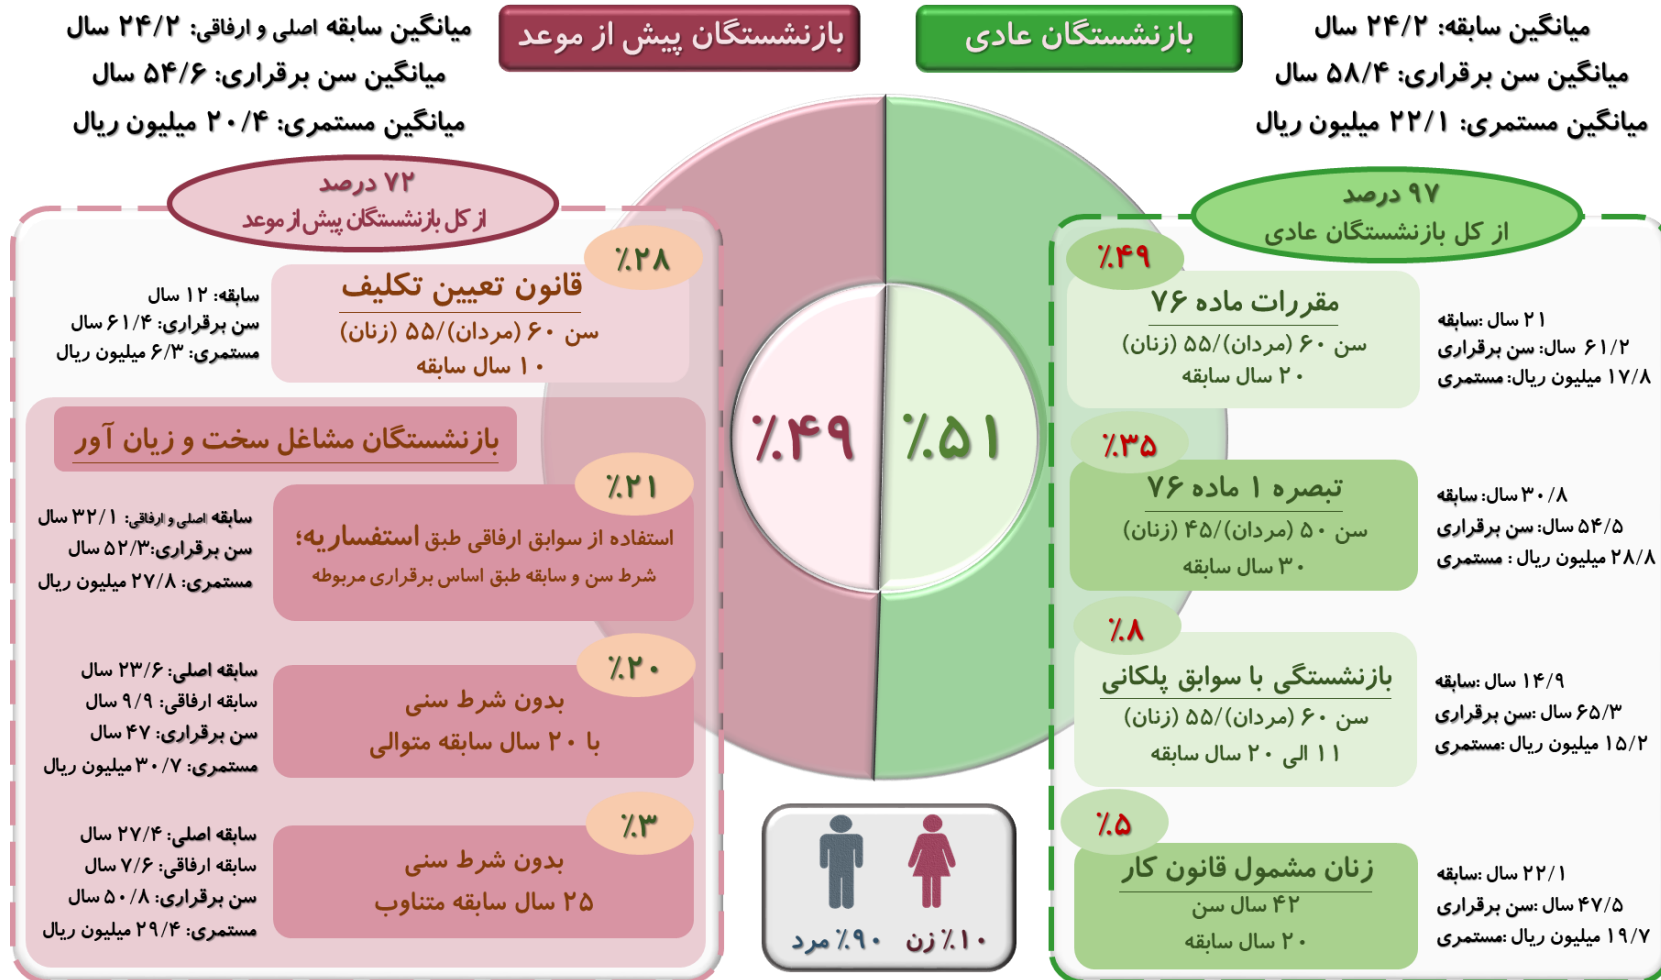 بازنشستگان عادی
میانگین سابقه: ۲۴/۲ سال
میانگین سن برقراری: ۵۸/۴ سال
میانگین مستمری: ۲۲/۱ میلیون ریال
۹۷ درصد
از کل بازنشستگان عادی
٪۴۹
مقررات ماده ۷۶
سن ۶۰ (مردان)/۵۵ (زنان)
۲۰ سال سابقه
۲۱ سال :سابقه
۶۱/۲ سال: سن برقراری
۱۷/۸ میلیون ریال: مستمری
٪۳۵
تبصره ۱ ماده ۷۶
سن ۵۰ (مردان)/۴۵ (زنان)
۳۰ سال سابقه
۳۰/۸ سال: سابقه
۵۴/۵ سال: سن برقراری
۲۸/۸ میلیون ریال : مستمری
٪۸
بازنشستگی با سوابق پلکانی
سن ۶۰ (مردان)/۵۵ (زنان)
۱۱ الی ۲۰ سال سابقه
۱۴/۹ سال :سابقه
۶۵/۳ سال :سن برقراری
۱۵/۲ میلیون ریال :مستمری
٪۵
زنان مشمول قانون کار
۴۲ سال سن
۲۰ سال سابقه
۲۲/۱ سال :سابقه
۴۷/۵ سال :سن برقراری
۱۹/۷ میلیون ریال :مستمری
٪۵۱
٪۴۹
٪۱۰ زن
٪۹۰ مرد
بازنشستگان پیش از موعد
میانگین سابقه اصلی و ارفاقی: ۲۴/۲ سال
میانگین سن برقراری: ۵۴/۶ سال
میانگین مستمری: ۲۰/۴ میلیون ریال
۷۲ درصد
از کل بازنشستگان پیش از موعد
٪۲۸
قانون تعیین تکلیف
سن ۶۰ (مردان)/۵۵ (زنان)
۱۰ سال سابقه
سابقه: ۱۲ سال
سن برقراری: ۶۱/۴ سال
مستمری: ۶/۳ میلیون ریال
بازنشستگان مشاغل سخت و زیان آور
٪۲۱
استفاده از سوابق ارفاقی طبق استفساریه؛
شرط سن و سابقه طبق اساس برقراری مربوطه
سابقه اصلی و ارفاقی: ۳۲/۱ سال
سن برقراری: ۵۲/۳ سال
مستمری: ۲۷/۸ میلیون ریال
٪۲۰
بدون شرط سنی
با ۲۰ سال سابقه متوالی
سابقه اصلی: ۲۳/۶ سال
سابقه ارفاقی: ۹/۹ سال
سن برقراری: ۴۷ سال
مستمری: ۳۰/۷ میلیون ریال
٪۳
بدون شرط سنی
۲۵ سال سابقه متناوب
سابقه اصلی: ۲۷/۴ سال
سابقه ارفاقی: ۷/۶ سال
سن برقراری: ۵۰/۸ سال
مستمری: ۲۹/۴ میلیون ریال